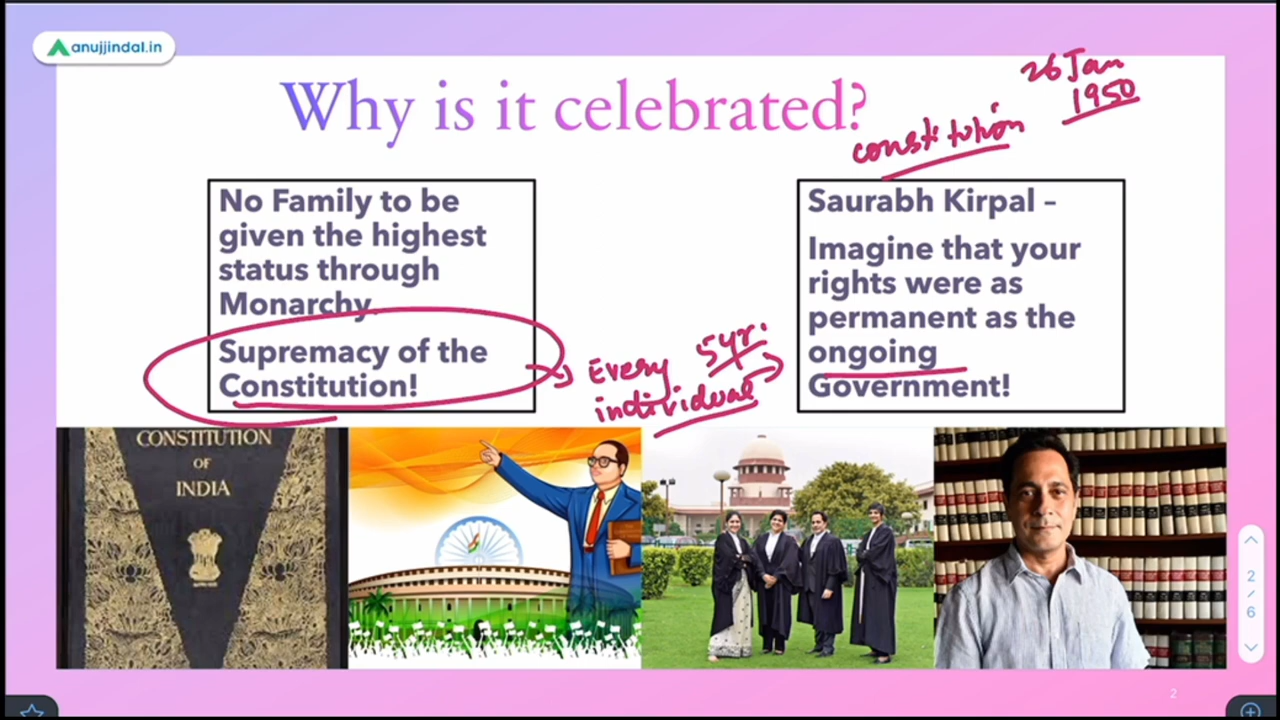 anujjindal.in
Why is it celebrated?
26 Jan
1950
constitution
No Family to be
given the highest
status through
Monarchy.
Supremacy of the
Constitution!
Every 5yr.
individual
Saurabh Kirpal –
Imagine that your
rights were as
permanent as the
ongoing
Government!
CONSTITUTION
OF
INDIA
2
/
6
2